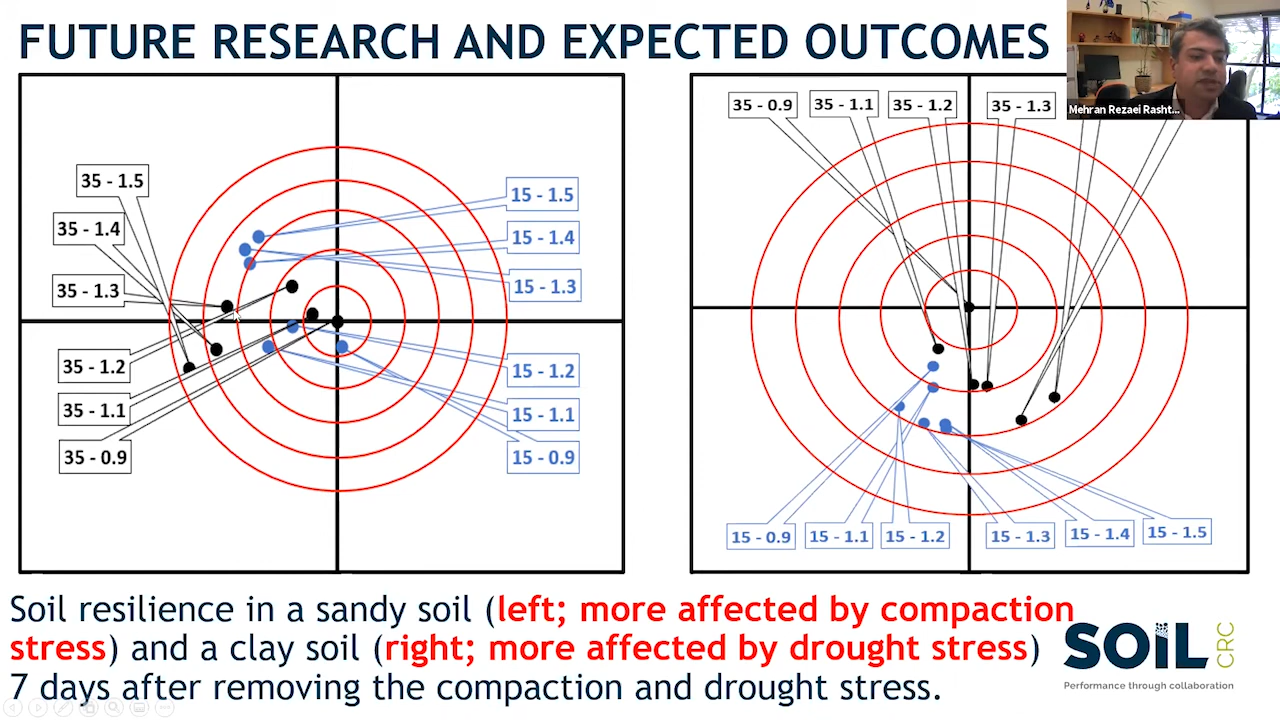 FUTURE RESEARCH AND EXPECTED OUTCOMES
Mehran Rezaei Rasht...
35 - 1.5
35 - 1.4
35 - 1.3
35 - 1.2
35 - 1.1
35 - 0.9
15 - 1.5
15 - 1.4
15 - 1.3
15 - 1.2
15 - 1.1
15 - 0.9
35 - 0.9
35 - 1.1
35 - 1.2
35 - 1.3
15 - 0.9
15 - 1.1
15 - 1.2
15 - 1.3
15 - 1.4
15 - 1.5
Soil resilience in a sandy soil (left; more affected by compaction
stress) and a clay soil (right; more affected by drought stress)
7 days after removing the compaction and drought stress.
SOIL CRC
Performance through collaboration